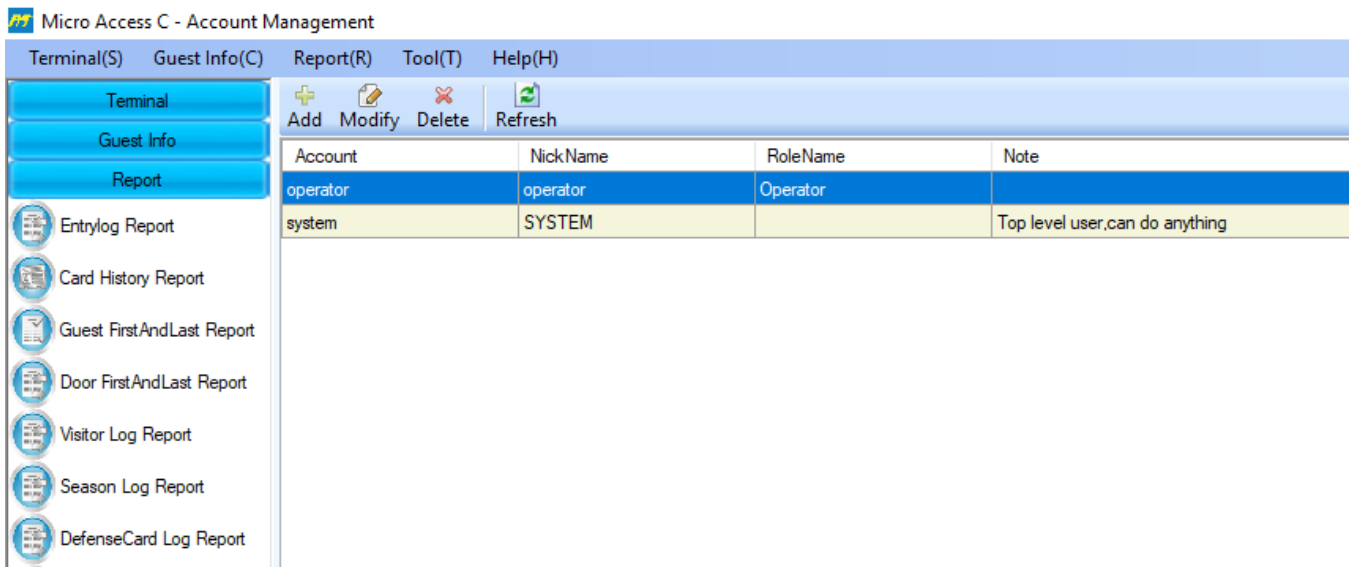 Micro Access C - Account Management
Terminal(S) Guest Info(C) Report(R) Tool(T) Help(H)
Terminal
Guest Info
Report
Entrylog Report
Card History Report
Guest FirstAndLast Report
Door FirstAndLast Report
Visitor Log Report
Season Log Report
DefenseCard Log Report
Add Modify Delete Refresh
Account NickName RoleName Note
operator operator Operator
system SYSTEM Top level user,can do anything